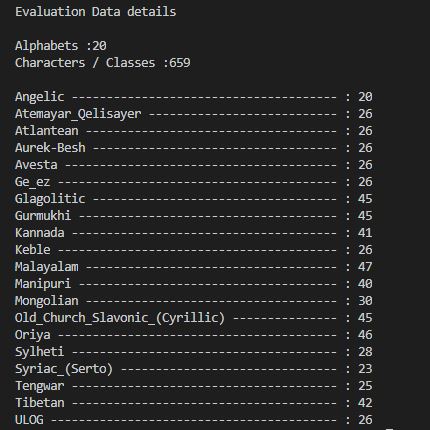 Evaluation Data details
Alphabets :20
Characters / Classes :659
Angelic ----------------------------------- : 20
Atemayar_Qelisayer ------------------------- : 26
Atlantean --------------------------------- : 26
Aurek-Besh --------------------------------- : 26
Avesta ------------------------------------ : 26
Ge_ez ------------------------------------- : 26
Glagolitic --------------------------------- : 45
Gurmukhi ---------------------------------- : 45
Kannada ----------------------------------- : 41
Keble ------------------------------------- : 26
Malayalam --------------------------------- : 47
Manipuri ---------------------------------- : 40
Mongolian --------------------------------- : 30
Old_Church_Slavonic_(Cyrillic) -------------- : 45
Oriya ------------------------------------- : 46
Sylheti ----------------------------------- : 28
Syriac_(Serto) ----------------------------- : 23
Tengwar ----------------------------------- : 25
Tibetan ----------------------------------- : 42
ULOG -------------------------------------- : 26